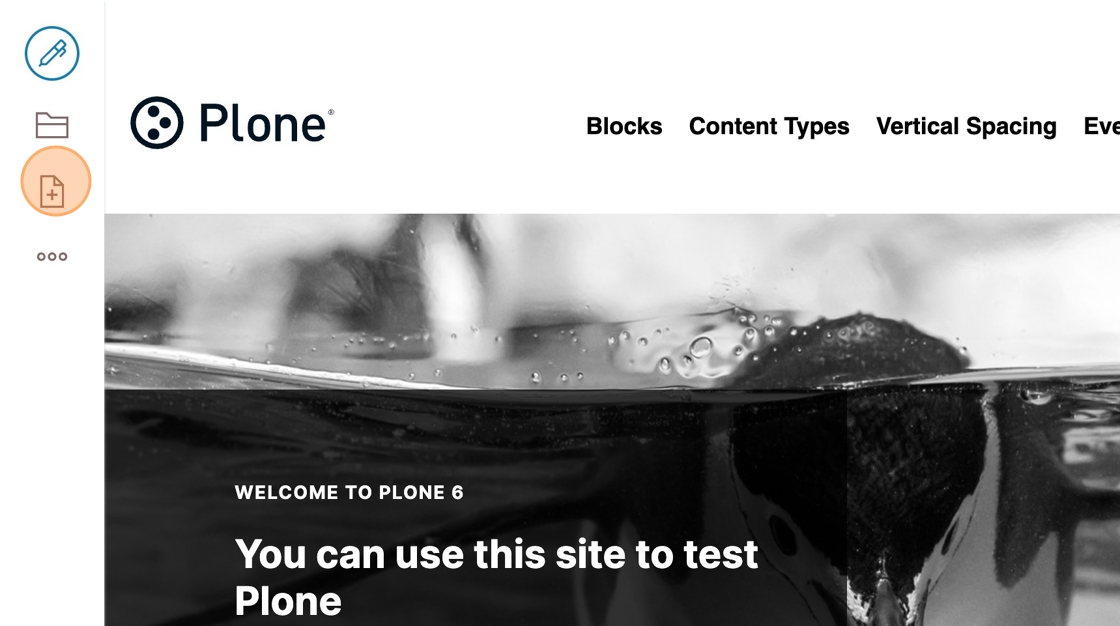 Plone®
Blocks Content Types Vertical Spacing Eve
WELCOME TO PLONE 6
You can use this site to test
Plone